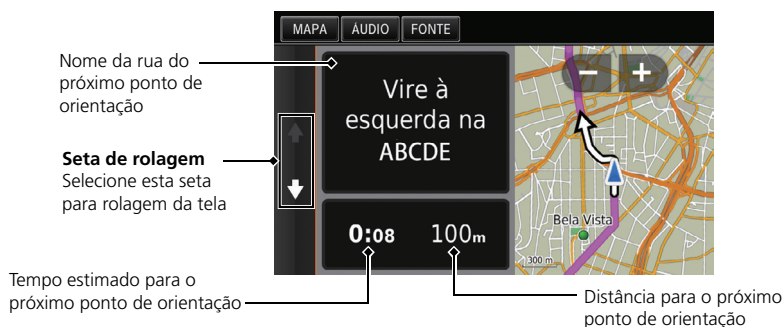 MAPA ÁUDIO FONTE
Nome da rua do
próximo ponto de
orientação
Vire à
esquerda na
ABCDE
Seta de rolagem
Selecione esta seta
para rolagem da tela
0:08 100m
Bela Vista
300 m
Tempo estimado para o
próximo ponto de orientação
Distância para o próximo
ponto de orientação